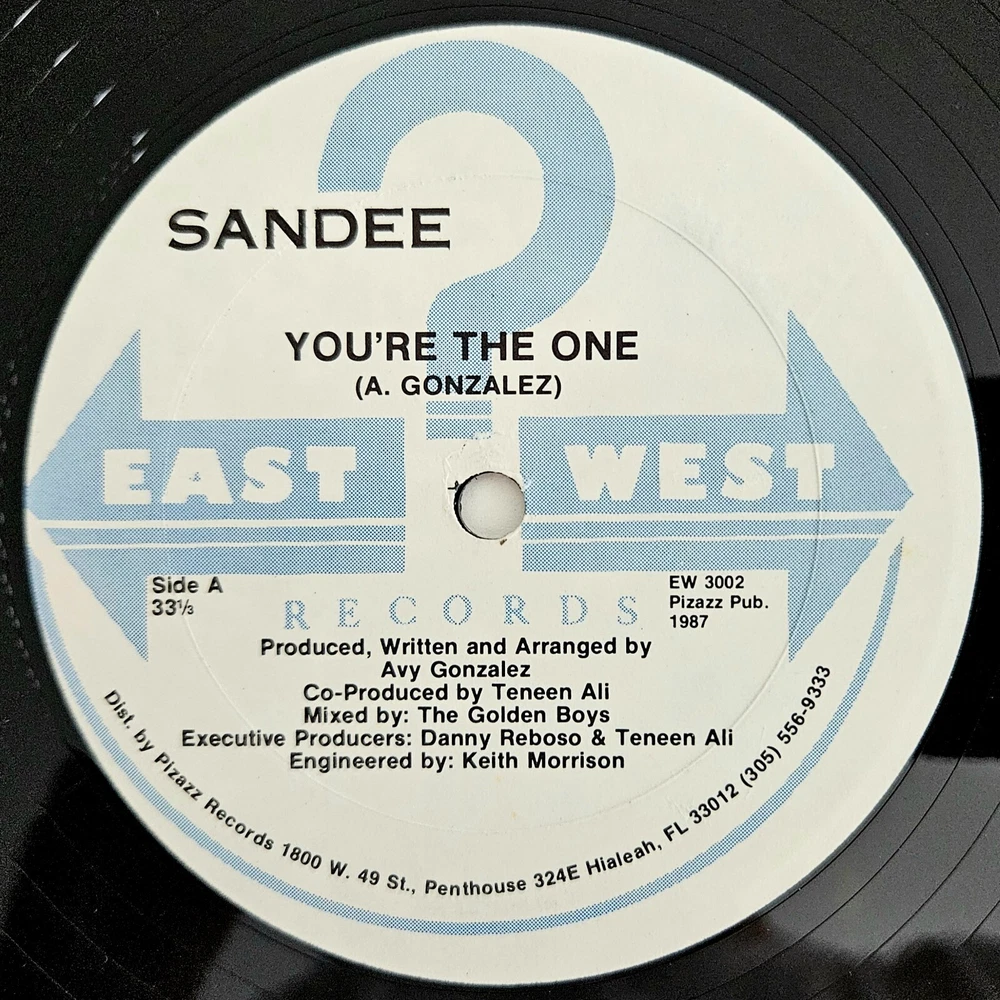 SANDEE
YOU'RE THE ONE
(A. GONZALEZ)
EAST WEST
RECORDS
Side A
33⅓
EW 3002
Pizazz Pub.
1987
Produced, Written and Arranged by
Avy Gonzalez
Co-Produced by Teneen Ali
Mixed by: The Golden Boys
Executive Producers: Danny Reboso & Teneen Ali
Engineered by: Keith Morrison
Dist. by Pizazz Records 1800 W. 49 St., Penthouse 324E Hialeah, FL 33012 (305) 556-9333